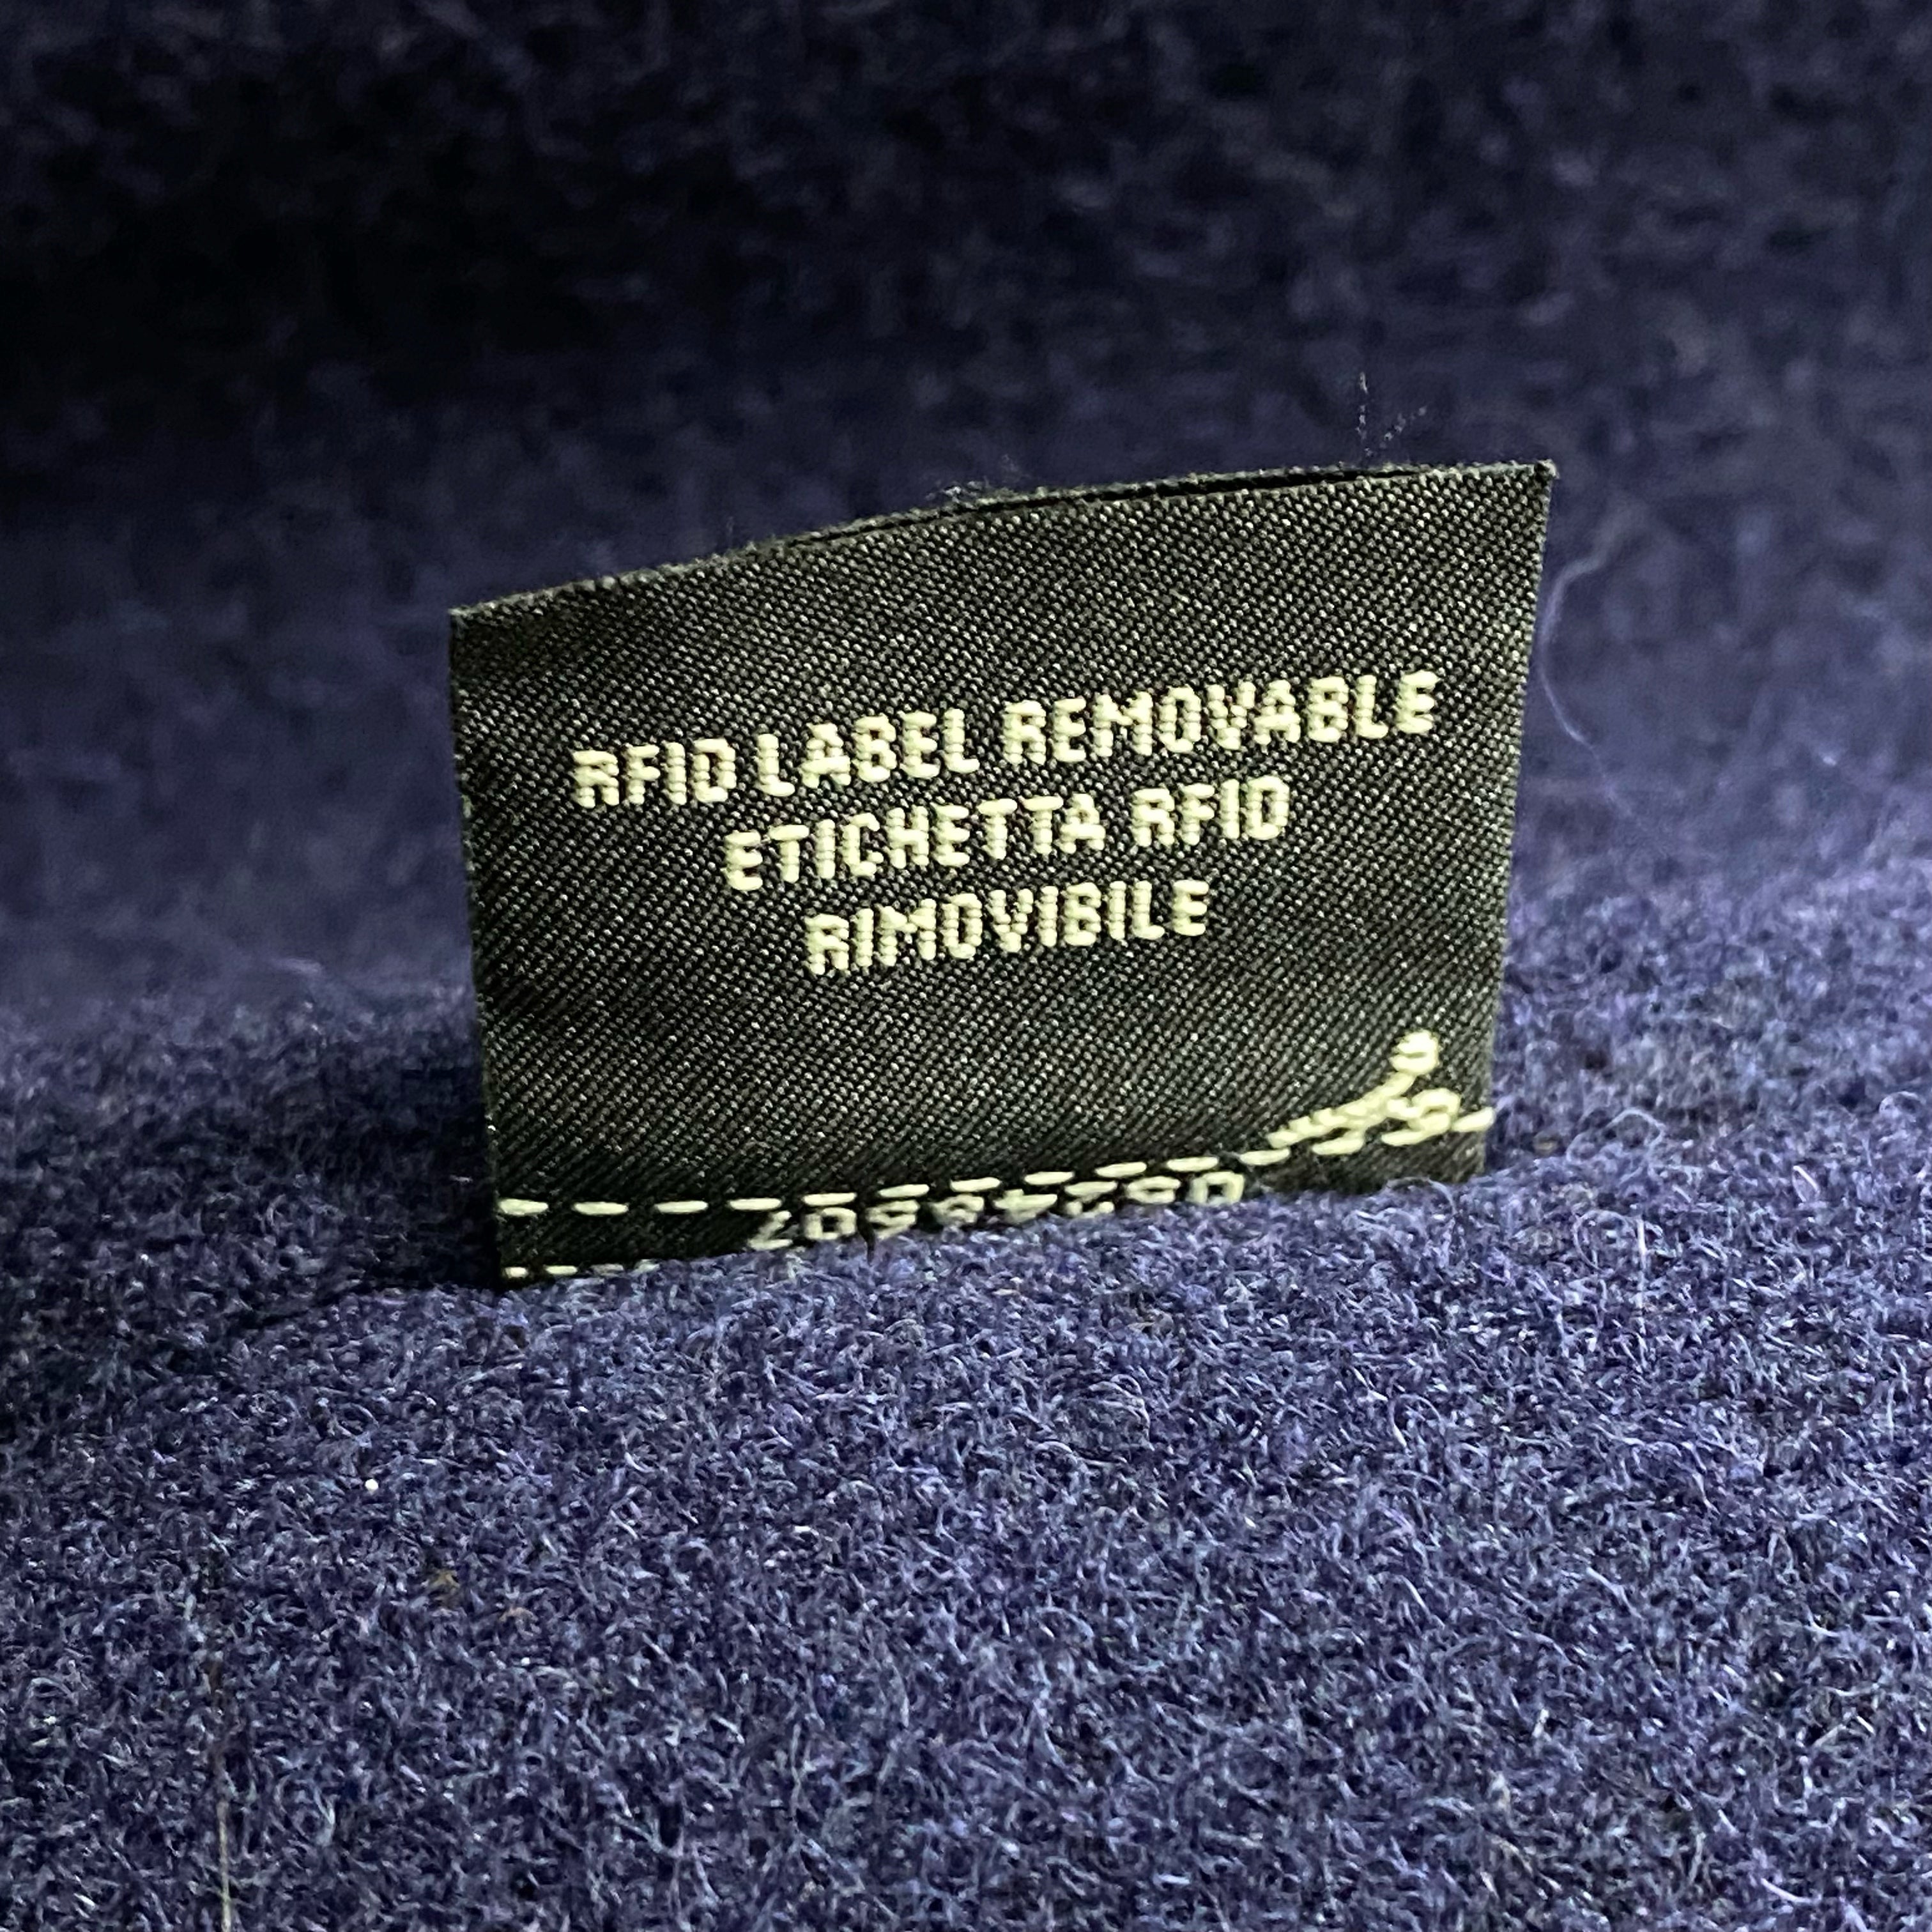 RFID LABEL REMOVABLE
ETICHETTA RFID
RIMOVIBILE